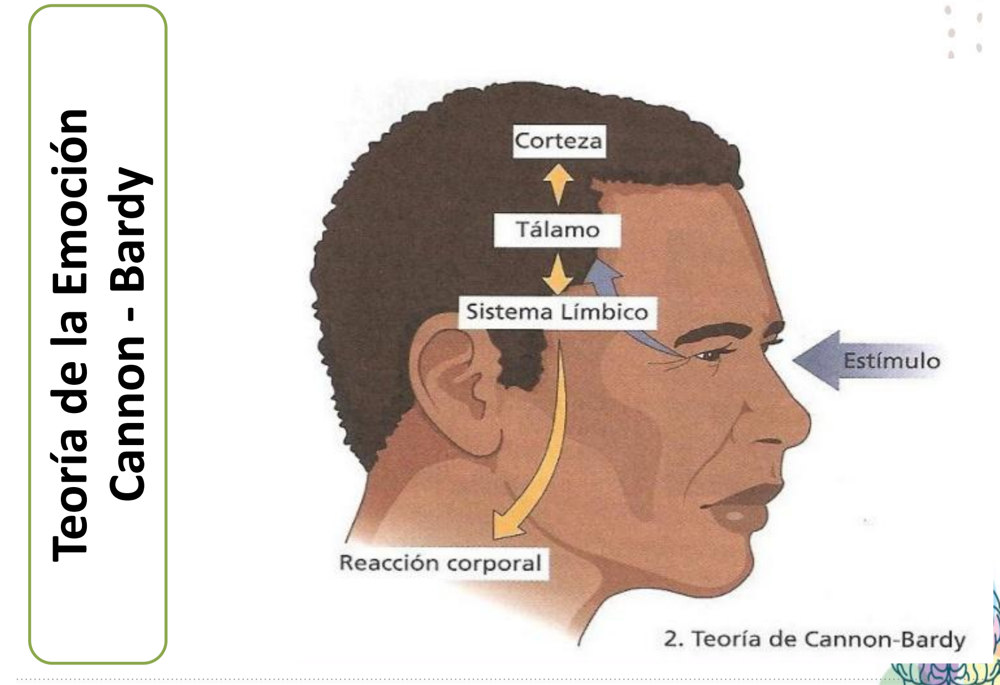 Teoría de la Emoción
Cannon - Bardy
Corteza
Tálamo
Sistema Límbico
Estímulo
Reacción corporal
2. Teoría de Cannon-Bardy